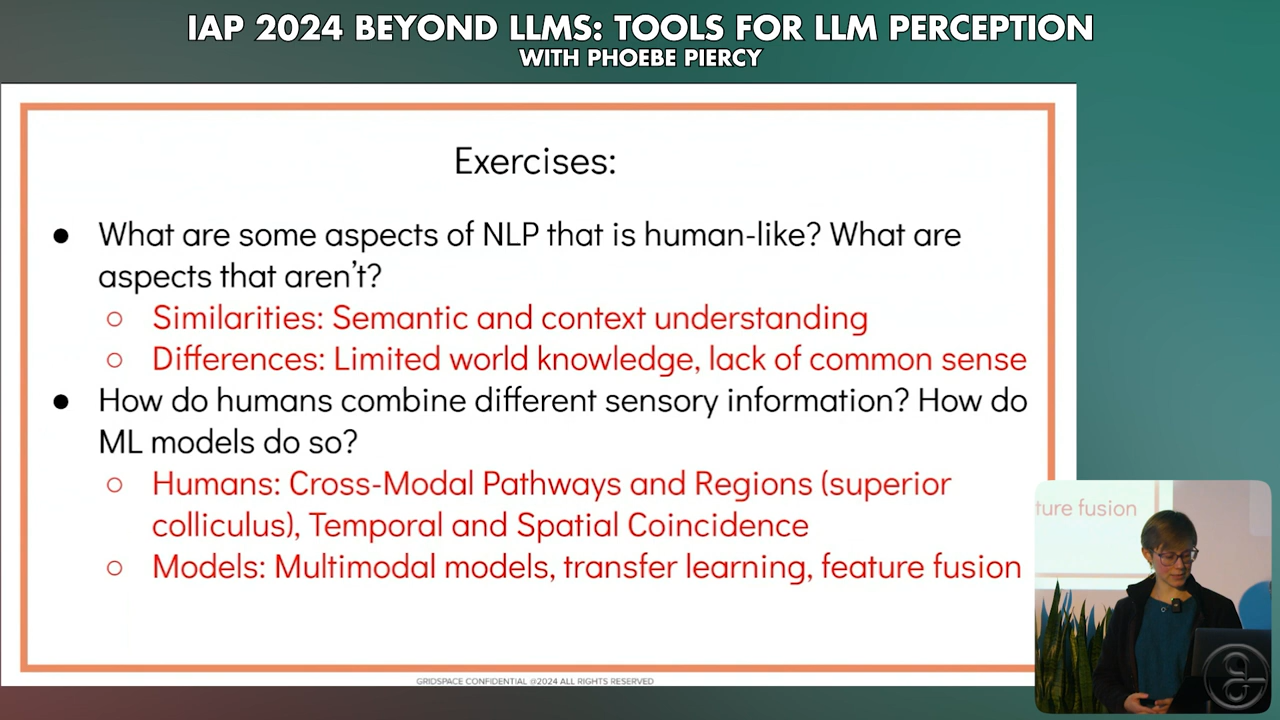 IAP 2024 BEYOND LLMS: TOOLS FOR LLM PERCEPTION
WITH PHOEBE PIERCY
Exercises:
● What are some aspects of NLP that is human-like? What are
aspects that aren't?
○ Similarities: Semantic and context understanding
○ Differences: Limited world knowledge, lack of common sense
● How do humans combine different sensory information? How do
ML models do so?
○ Humans: Cross-Modal Pathways and Regions (superior
colliculus), Temporal and Spatial Coincidence
○ Models: Multimodal models, transfer learning, feature fusion
ture fusion
GRIDSPACE CONFIDENTIAL @2024 ALL RIGHTS RESERVED